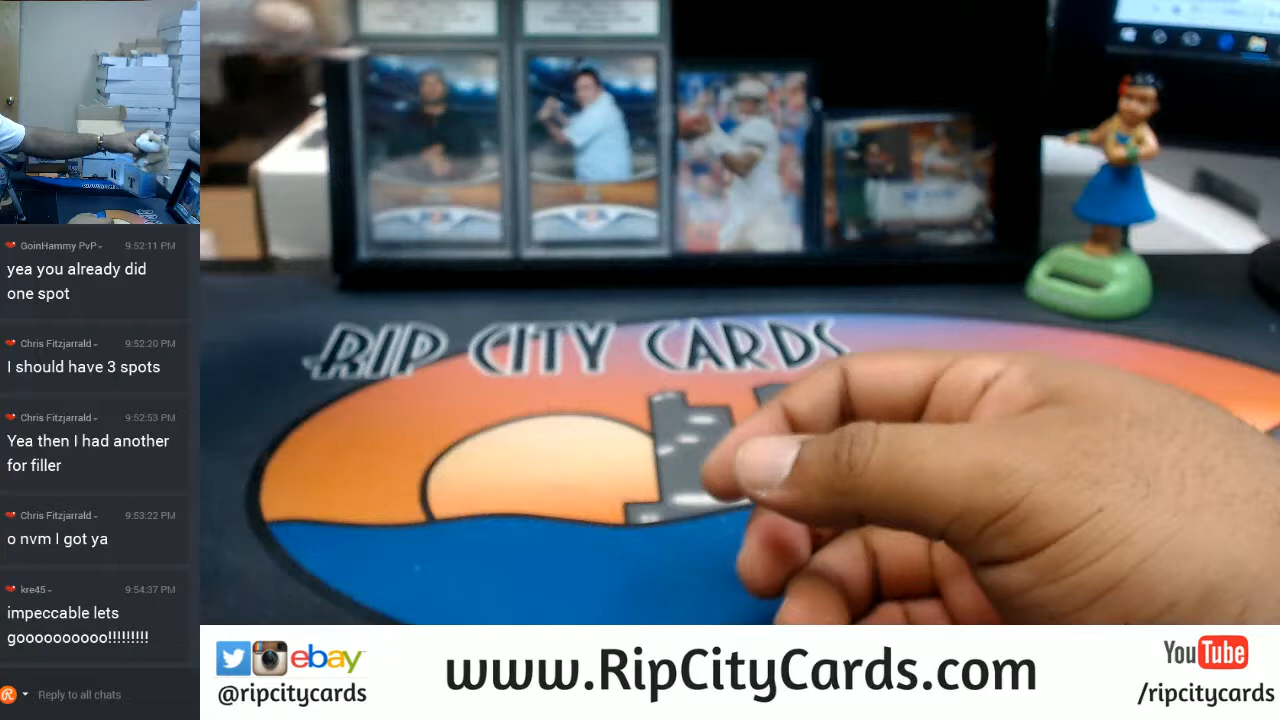 GoinHammy PvP 9:52:11 PM
yea you already did
one spot
Chris Fitzjarrald 9:52:20 PM
I should have 3 spots
Chris Fitzjarrald 9:52:53 PM
Yea then I had another
for filler
Chris Fitzjarrald 9:53:22 PM
o nvm I got ya
kre45 9:54:37 PM
impeccable lets
goooooooooo!!!!!!!!!
Reply to all chats
RIP CITY CARDS
ebay
@ripcitycards
www.RipCityCards.com
YouTube
/ripcitycards